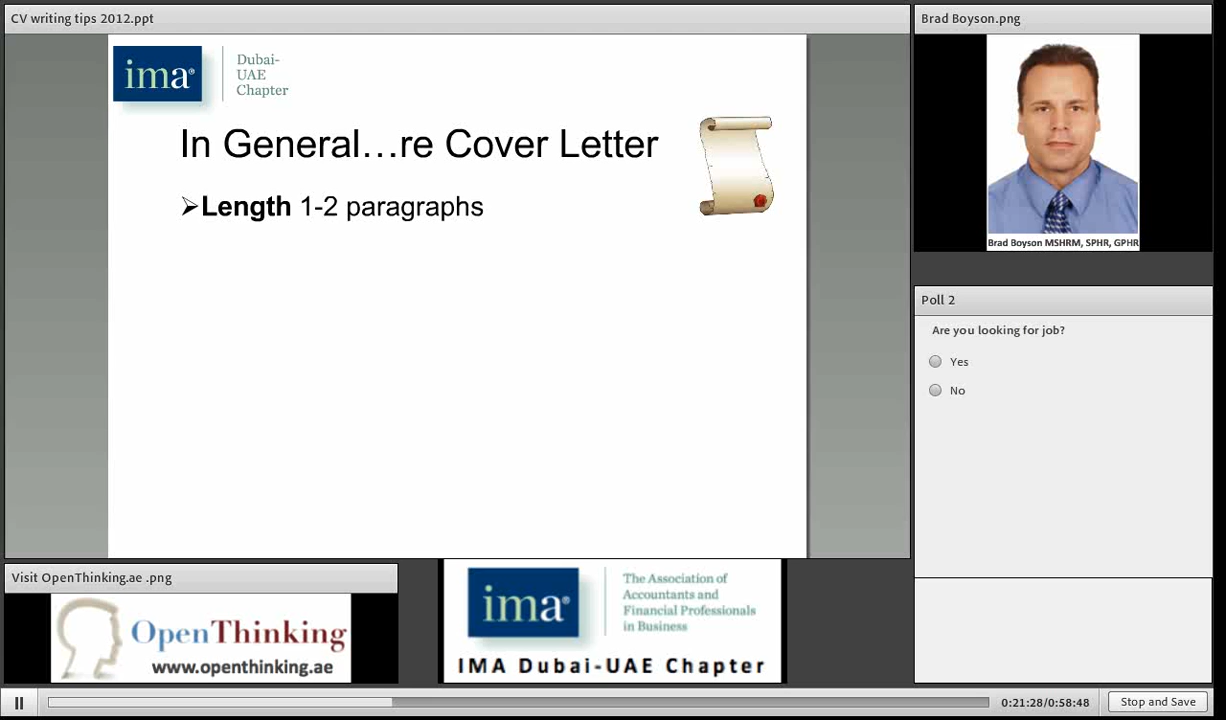 CV writing tips 2012.ppt
ima®
Dubai-
UAE
Chapter
In General…re Cover Letter
➢Length 1-2 paragraphs
Brad Boyson.png
Brad Boyson MSHRM, SPHR, GPHR
Poll 2
Are you looking for job?
Yes
No
Visit OpenThinking.ae .png
OpenThinking
www.openthinking.ae
ima®
The Association of
Accountants and
Financial Professionals
in Business
IMA Dubai-UAE Chapter
0:21:28/0:58:48
Stop and Save